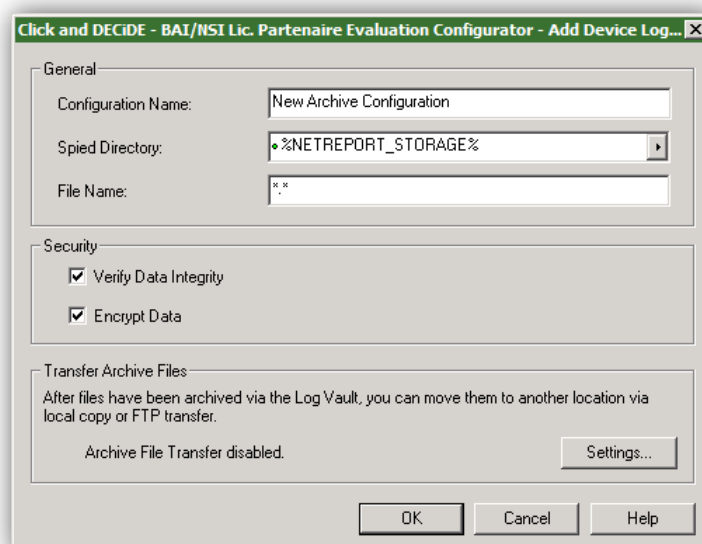 Click and DECiDE - BAI/NSI Lic. Partenaire Evaluation Configurator - Add Device Log...
General
Configuration Name: New Archive Configuration
Spied Directory: %NETREPORT_STORAGE%
File Name: *.*
Security
Verify Data Integrity
Encrypt Data
Transfer Archive Files
After files have been archived via the Log Vault, you can move them to another location via
local copy or FTP transfer.
Archive File Transfer disabled. Settings...
OK Cancel Help